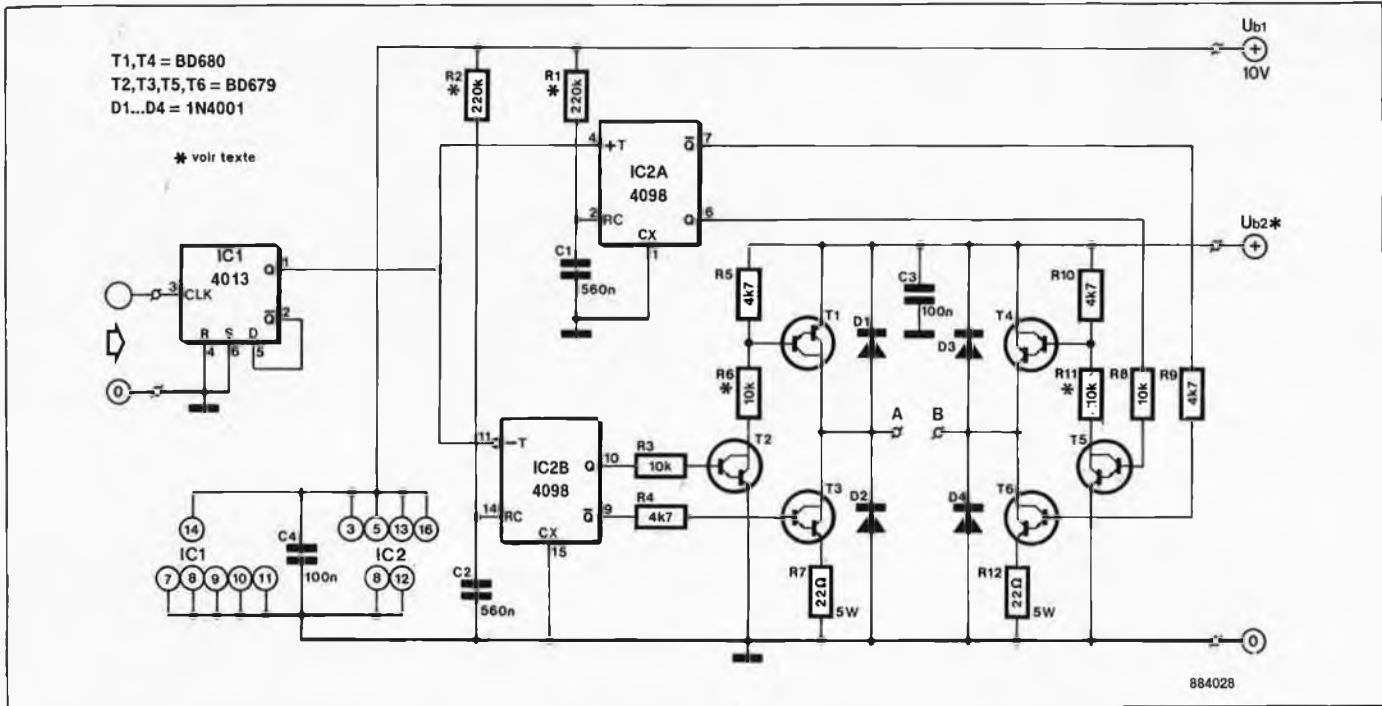 T1,T4 = BD680
T2,T3,T5,T6 = BD679
D1...D4 = 1N4001
* voir texte
Ub1
+
10V
R2
*
220k
R1
*
220k
4
+T
IC2A
4098
Q̅
7
Q
6
2
RC
CX
1
C1
560n
Ub2*
+
IC1
4013
3
CLK
Q
1
Q̅
2
R
S
D
4
6
5
0
R5
4k7
R6
*
10k
T1
D1
C3
100n
D3
T4
R10
4k7
R11
*
10k
R8
10k
R9
4k7
A
B
11
-T
IC2B
4098
Q
10
R3
10k
T2
T5
14
RC
Q̅
9
R4
4k7
T3
D2
D4
T6
CX
15
C2
560n
R7
22Ω
5W
R12
22Ω
5W
14
IC1
7
8
9
10
11
C4
100n
3
5
13
16
IC2
8
12
0
884028